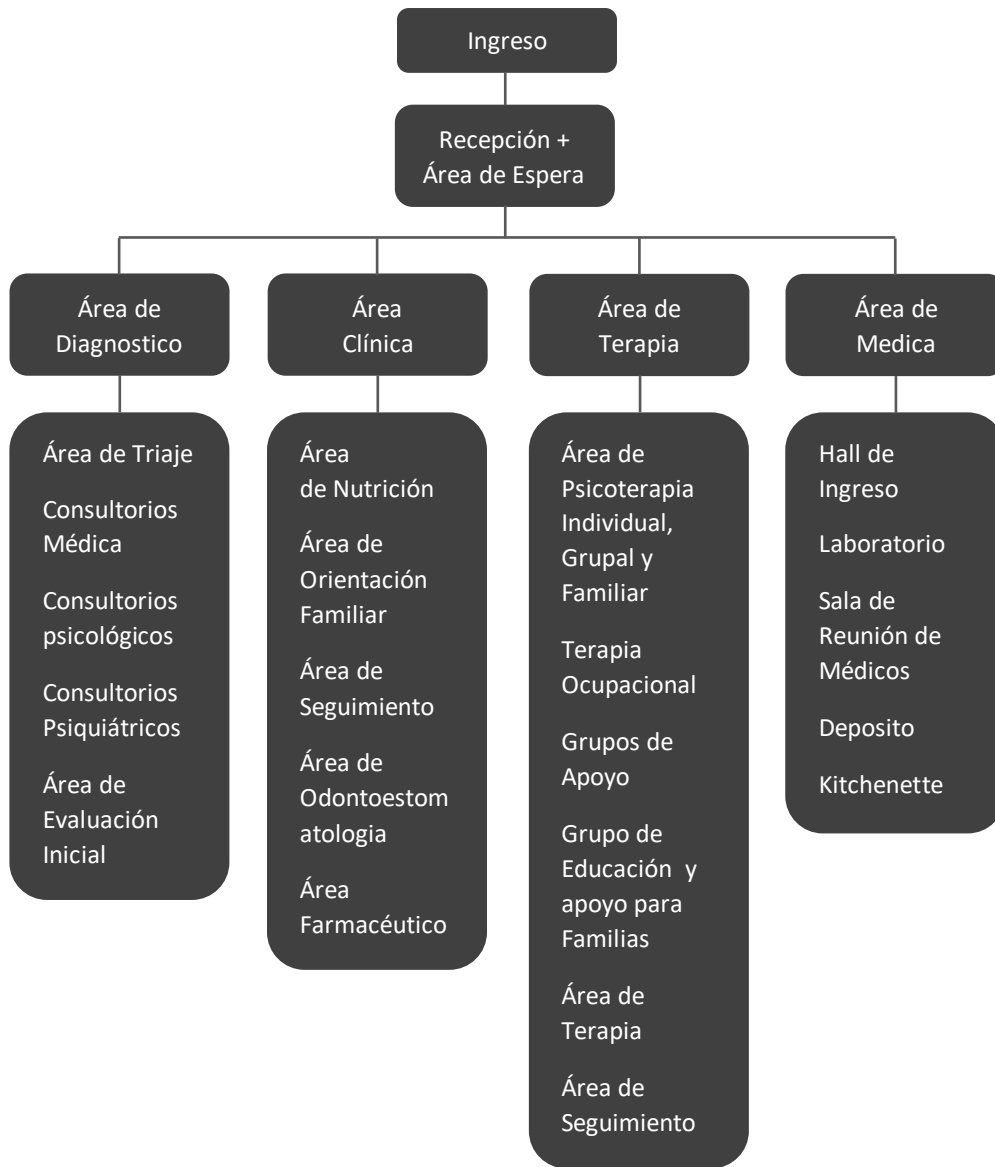 Ingreso
Recepción +
Área de Espera
Área de
Diagnostico
Área
Clínica
Área de
Terapia
Área de
Medica
Área de Triaje
Consultorios
Médica
Consultorios
psicológicos
Consultorios
Psiquiátricos
Área de
Evaluación
Inicial
Área
de Nutrición
Área de
Orientación
Familiar
Área de
Seguimiento
Área de
Odontoestom
atologia
Área
Farmacéutico
Área de
Psicoterapia
Individual,
Grupal y
Familiar
Terapia
Ocupacional
Grupos de
Apoyo
Grupo de
Educación  y
apoyo para
Familias
Área de
Terapia
Área de
Seguimiento
Hall de
Ingreso
Laboratorio
Sala de
Reunión de
Médicos
Deposito
Kitchenette